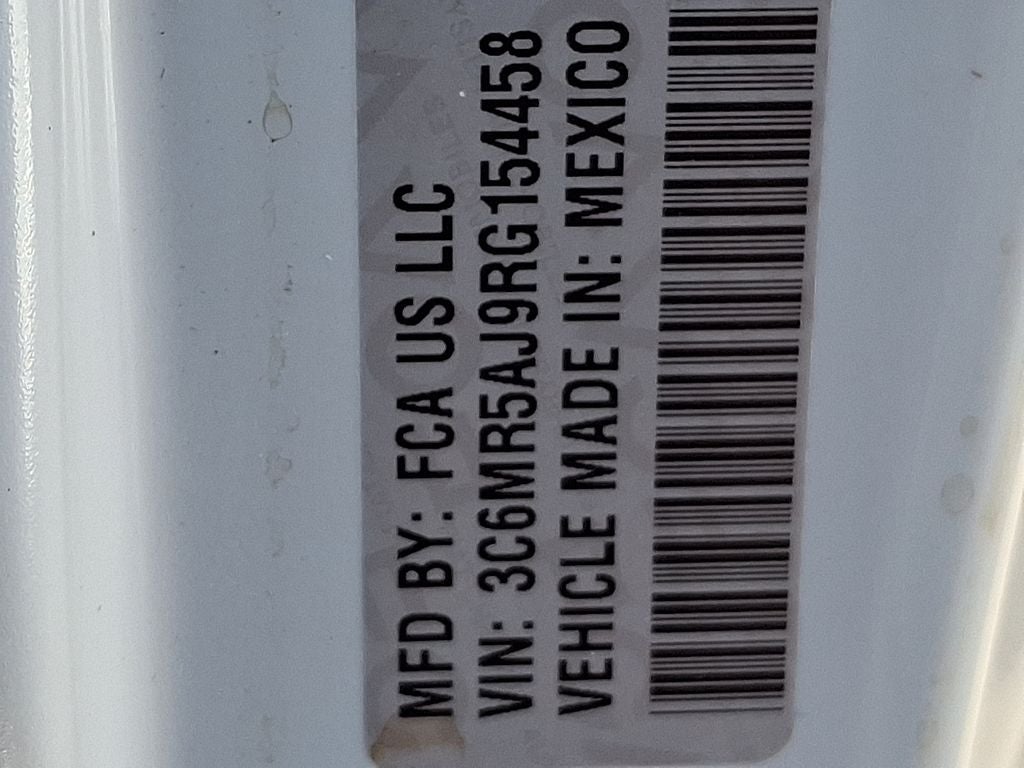 MFD BY: FCA US LLC
VIN: 3C6MR5AJ9RG154458
VEHICLE MADE IN: MEXICO